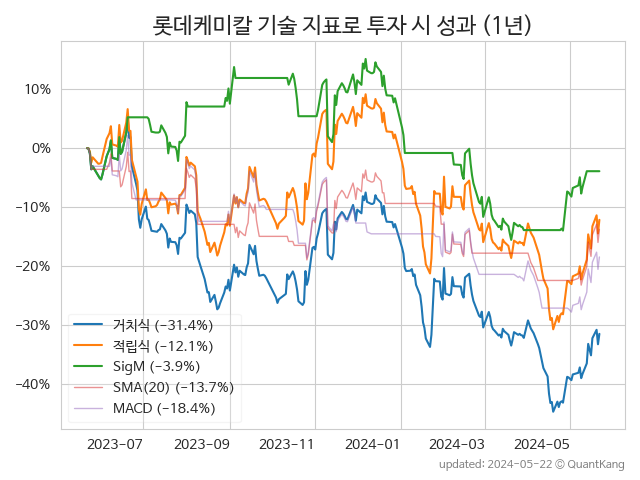 롯데케미칼 기술 지표로 투자 시 성과 (1년)
10%
0%
−10%
−20%
−30%
−40%
거치식 (−31.4%)
적립식 (−12.1%)
SigM (−3.9%)
SMA(20) (−13.7%)
MACD (−18.4%)
2023−07
2023−09
2023−11
2024−01
2024−03
2024−05
updated: 2024−05−22 © QuantKang